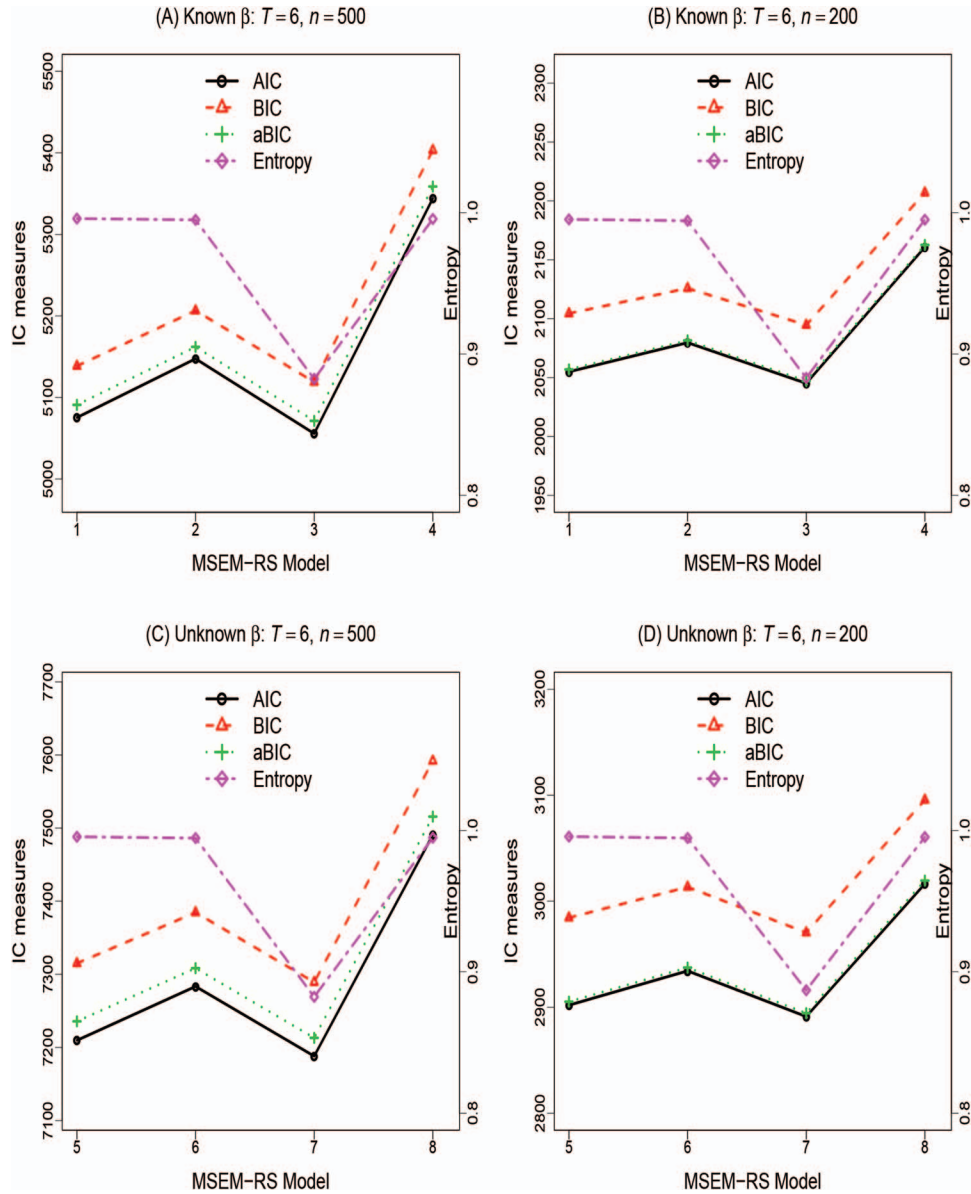 (A) Known β: T = 6, n = 500
5500
5400
5300
5200
5100
5000
IC measures
AIC
BIC
aBIC
Entropy
1.0
0.9
0.8
Entropy
1
2
3
4
MSEM−RS Model
(B) Known β: T = 6, n = 200
2300
2250
2200
2150
2100
2050
2000
1950
IC measures
AIC
BIC
aBIC
Entropy
1.0
0.9
0.8
Entropy
1
2
3
4
MSEM−RS Model
(C) Unknown β: T = 6, n = 500
7700
7600
7500
7400
7300
7200
7100
IC measures
AIC
BIC
aBIC
Entropy
1.0
0.9
0.8
Entropy
5
6
7
8
MSEM−RS Model
(D) Unknown β: T = 6, n = 200
3200
3100
3000
2900
2800
IC measures
AIC
BIC
aBIC
Entropy
1.0
0.9
0.8
Entropy
5
6
7
8
MSEM−RS Model